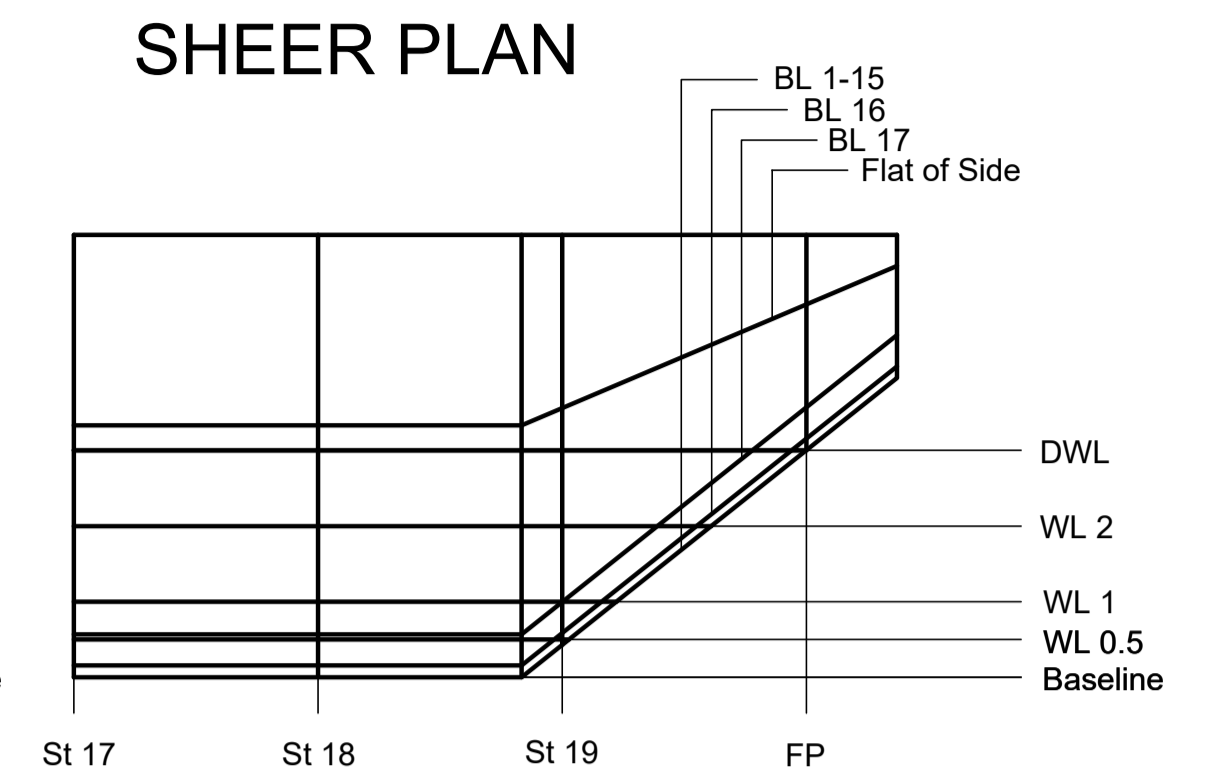 SHEER PLAN
BL 1-15
BL 16
BL 17
Flat of Side
DWL
WL 2
WL 1
WL 0.5
Baseline
St 17
St 18
St 19
FP